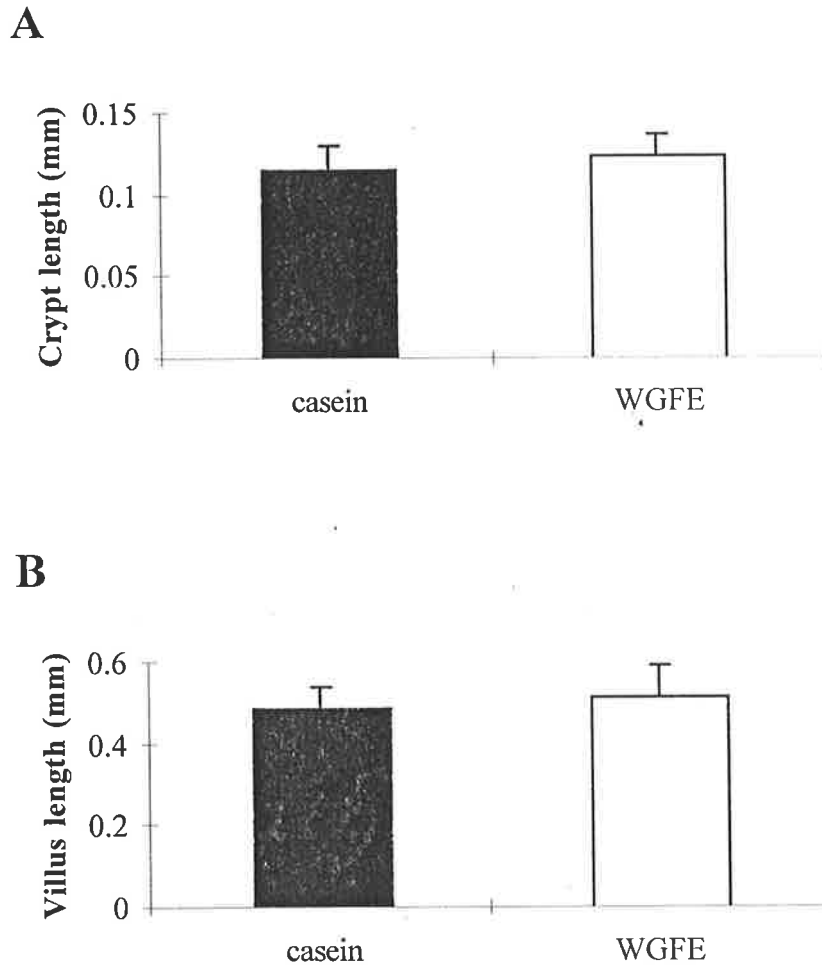 A
Crypt length (mm)
0.15
0.1
0.05
0
casein
WGFE
B
Villus length (mm)
0.6
0.4
0.2
0
casein
WGFE